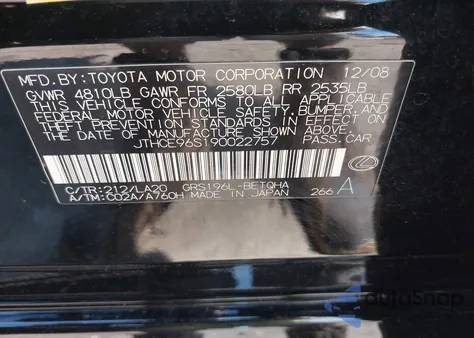 MFD.BY:TOYOTA MOTOR CORPORATION 12/08
GVWR 4810LB GAWR FR 2580LB RR 2535LB
THIS VEHICLE CONFORMS TO ALL APPLICABLE
FEDERAL MOTOR VEHICLE SAFETY, BUMPER, AND
THEFT PREVENTION STANDARDS IN EFFECT ON
THE DATE OF MANUFACTURE SHOWN ABOVE.
JTHCE96S190022757 PASS.CAR
C/TR:212/LA20 GRS196L-BETQHA
A/TM:C02A/A760H MADE IN JAPAN 266 A
autoSnap